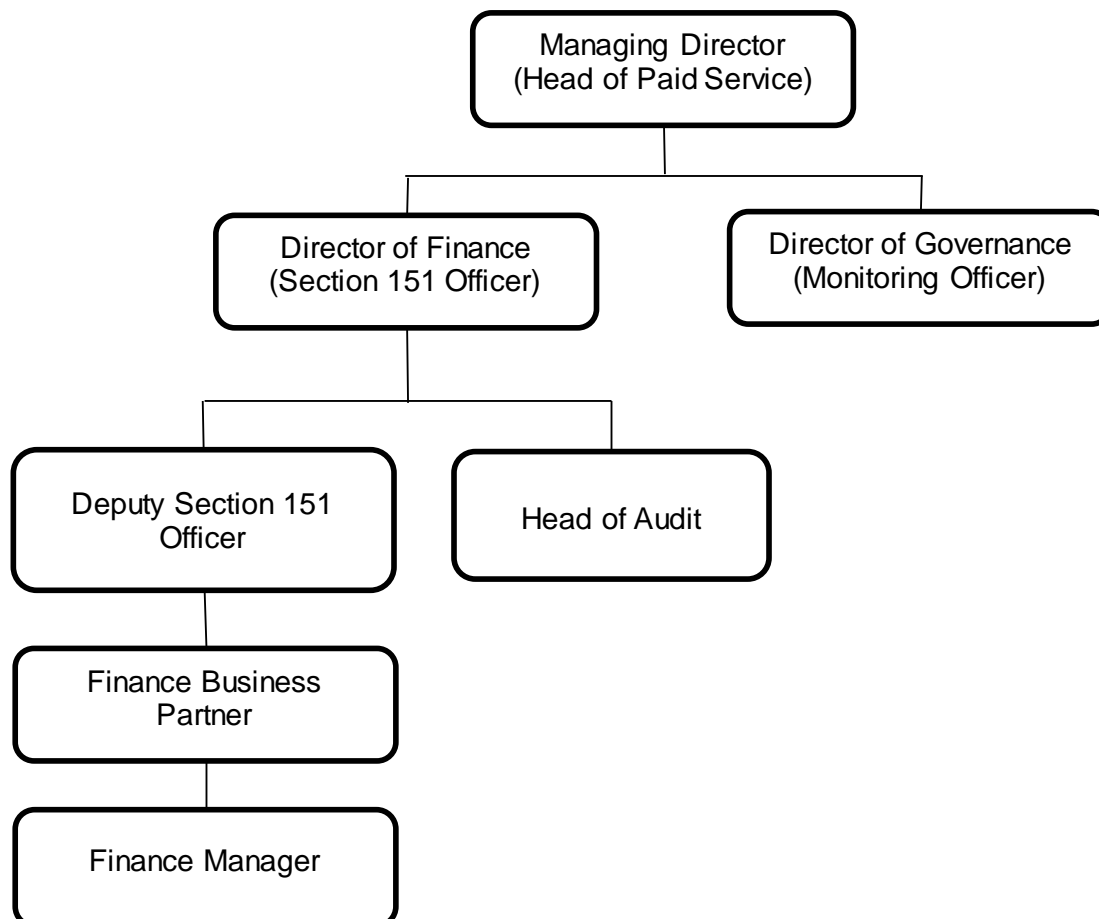 Managing Director
(Head of Paid Service)
Director of Finance
(Section 151 Officer)
Director of Governance
(Monitoring Officer)
Deputy Section 151
Officer
Head of Audit
Finance Business
Partner
Finance Manager